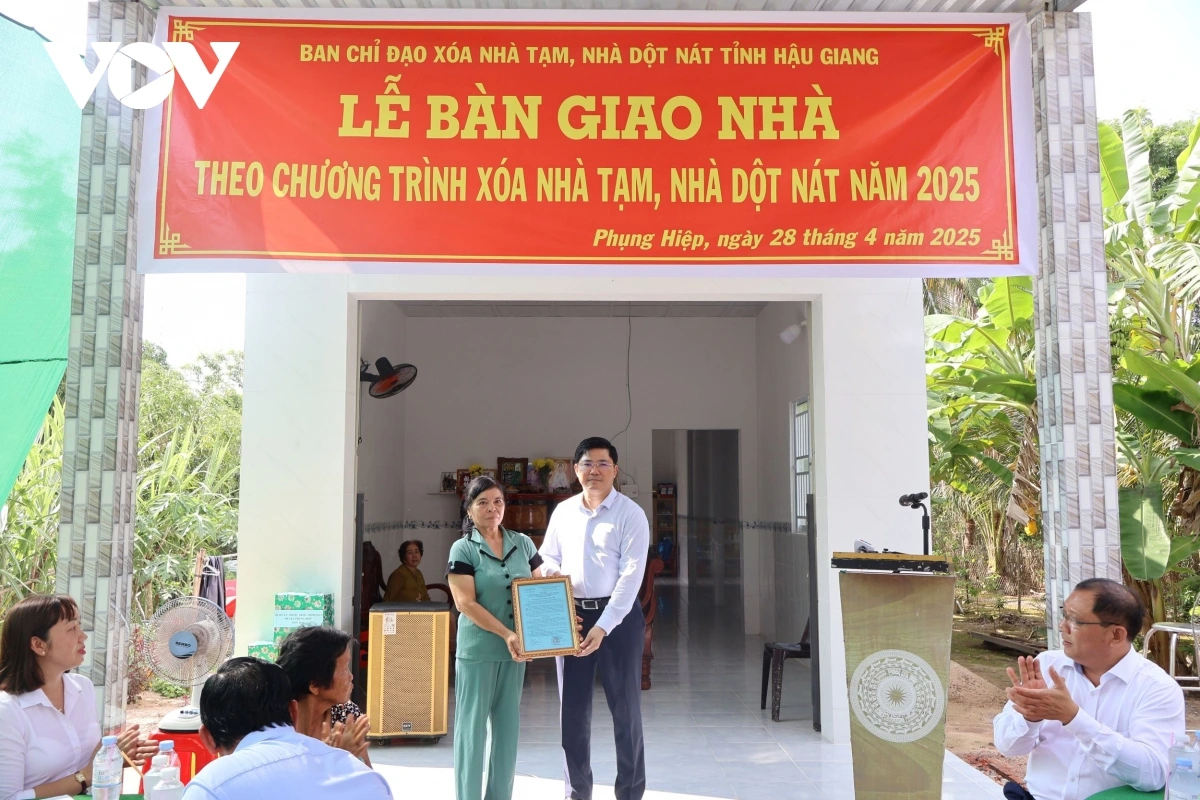 VOV
BAN CHỈ ĐẠO XÓA NHÀ TẠM, NHÀ DỘT NÁT TỈNH HẬU GIANG
LỄ BÀN GIAO NHÀ
THEO CHƯƠNG TRÌNH XÓA NHÀ TẠM, NHÀ DỘT NÁT NĂM 2025
Phụng Hiệp, ngày 28 tháng 4 năm 2025